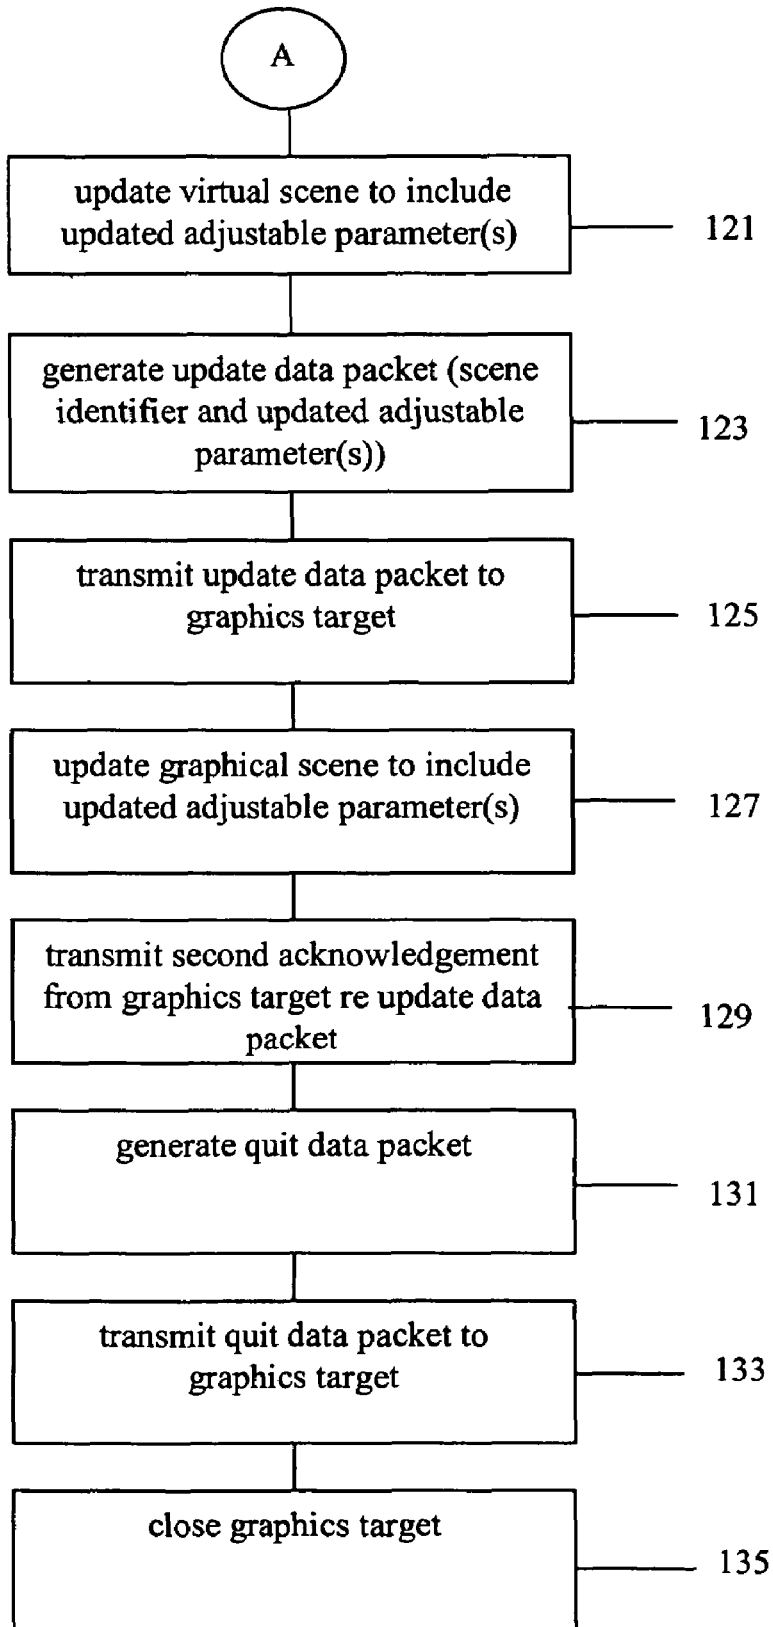 A
update virtual scene to include
updated adjustable parameter(s)
121
generate update data packet (scene
identifier and updated adjustable
parameter(s))
123
transmit update data packet to
graphics target
125
update graphical scene to include
updated adjustable parameter(s)
127
transmit second acknowledgement
from graphics target re update data
packet
129
generate quit data packet
131
transmit quit data packet to
graphics target
133
close graphics target
135